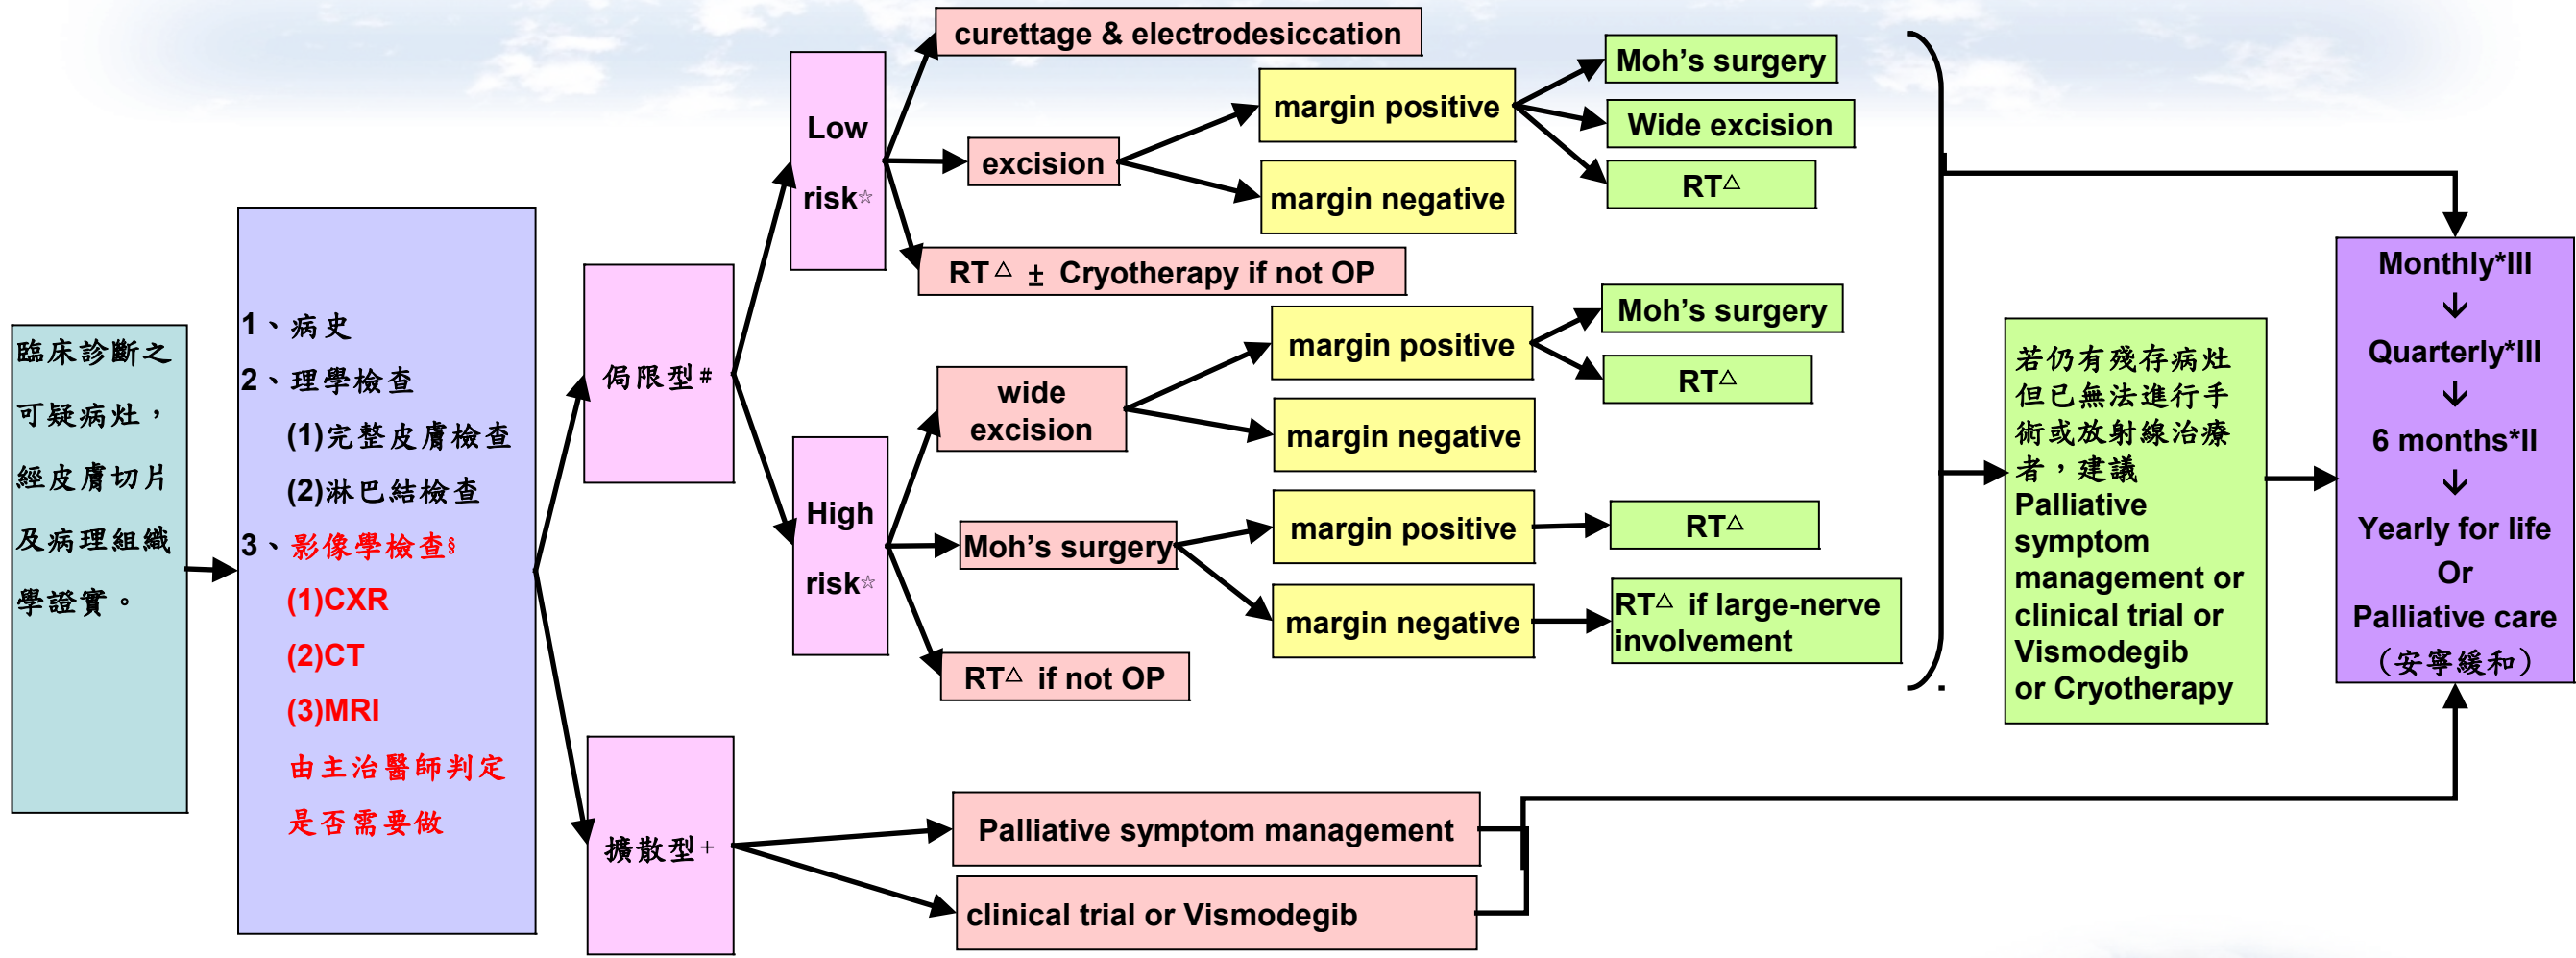 臨床診斷之
可疑病灶，
經皮膚切片
及病理組織
學證實。
1、病史
2、理學檢查
(1)完整皮膚檢查
(2)淋巴結檢查
3、影像學檢查§
(1)CXR
(2)CT
(3)MRI
由主治醫師判定
是否需要做
侷限型#
擴散型+
Low
risk☆
High
risk☆
curettage & electrodesiccation
excision
RT△ ± Cryotherapy if not OP
margin positive
margin negative
Moh’s surgery
Wide excision
RT△
wide
excision
Moh’s surgery
RT△ if not OP
margin positive
margin negative
margin positive
margin negative
Moh’s surgery
RT△
RT△
RT△ if large-nerve
involvement
Palliative symptom management
clinical trial or Vismodegib
若仍有殘存病灶
但已無法進行手
術或放射線治療
者，建議
Palliative
symptom
management or
clinical trial or
Vismodegib
or Cryotherapy
Monthly*III
↓
Quarterly*III
↓
6 months*II
↓
Yearly for life
Or
Palliative care
（安寧緩和）